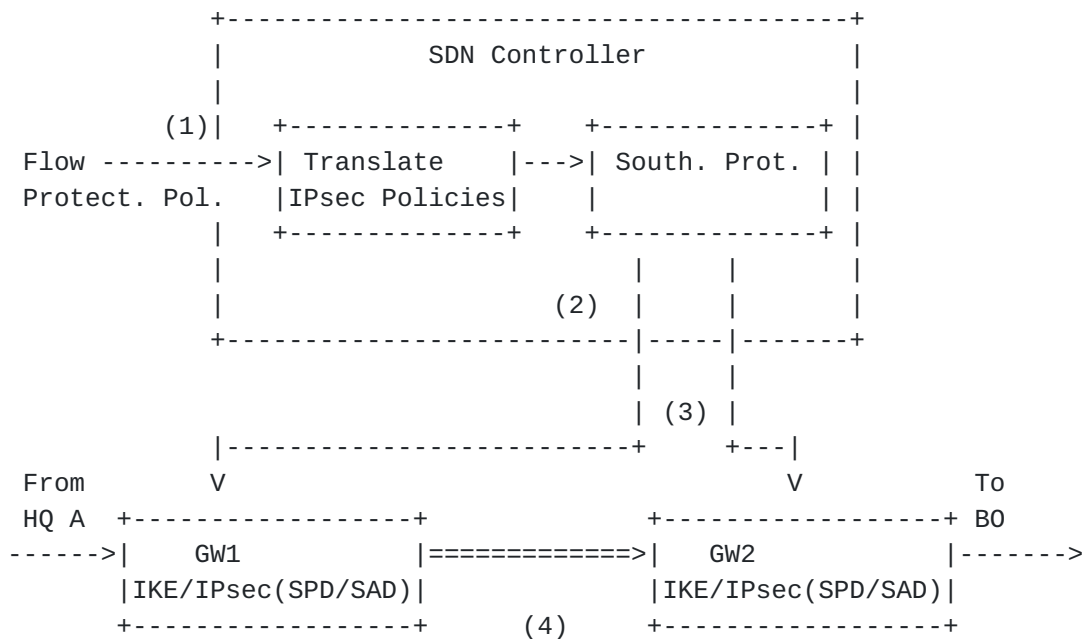 SDN Controller
(1)
Flow Translate South. Prot.
Protect. Pol. IPsec Policies
(2)
(3)
From V V To
HQ A BO
GW1 GW2
IKE/IPsec(SPD/SAD) IKE/IPsec(SPD/SAD)
(4)